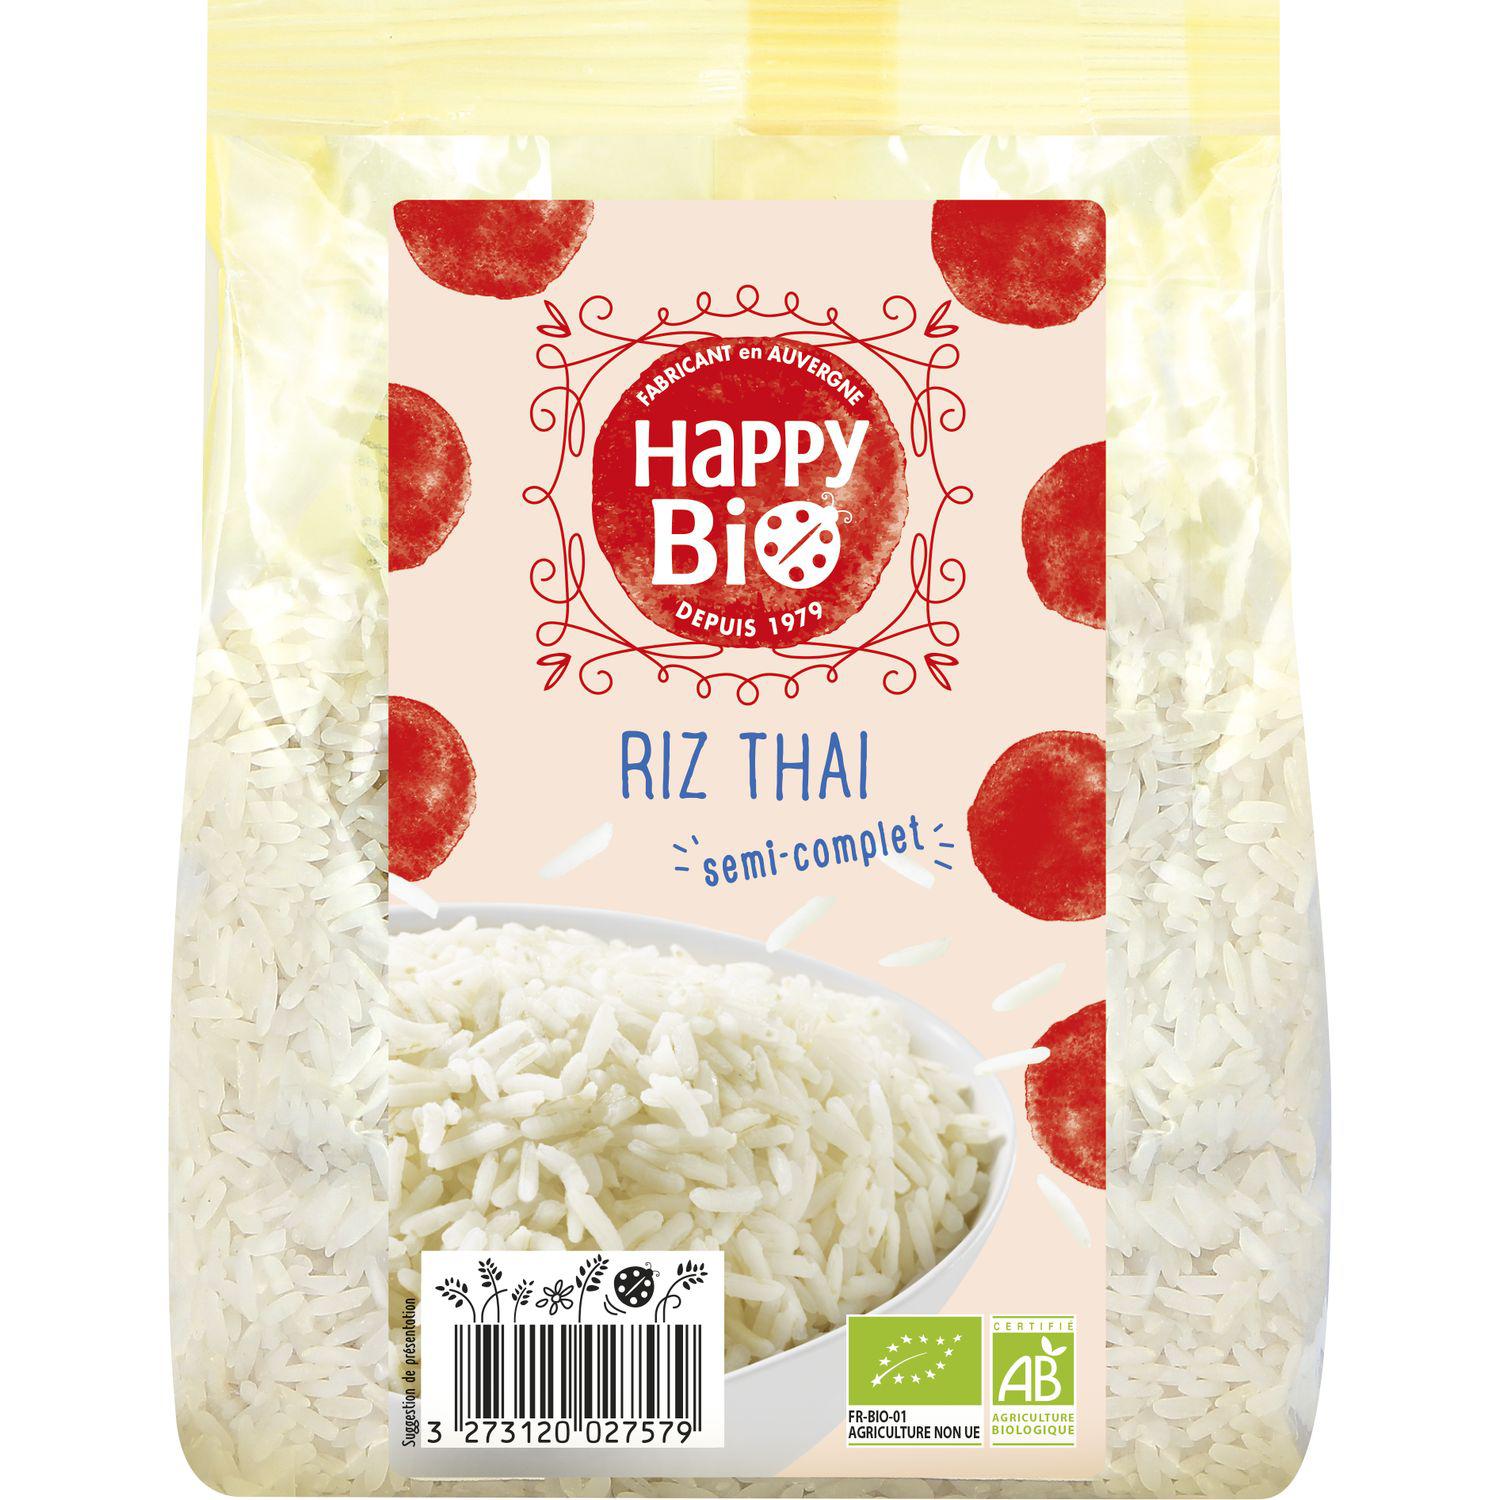 FABRICANT en AUVERGNE
HaPPY
BiO
DEPUIS 1979
RIZ THAI
semi-complet
Suggestion de présentation
3 273120 027579
FR-BIO-01
AGRICULTURE NON UE
CERTIFIÉ
AB
AGRICULTURE
BIOLOGIQUE